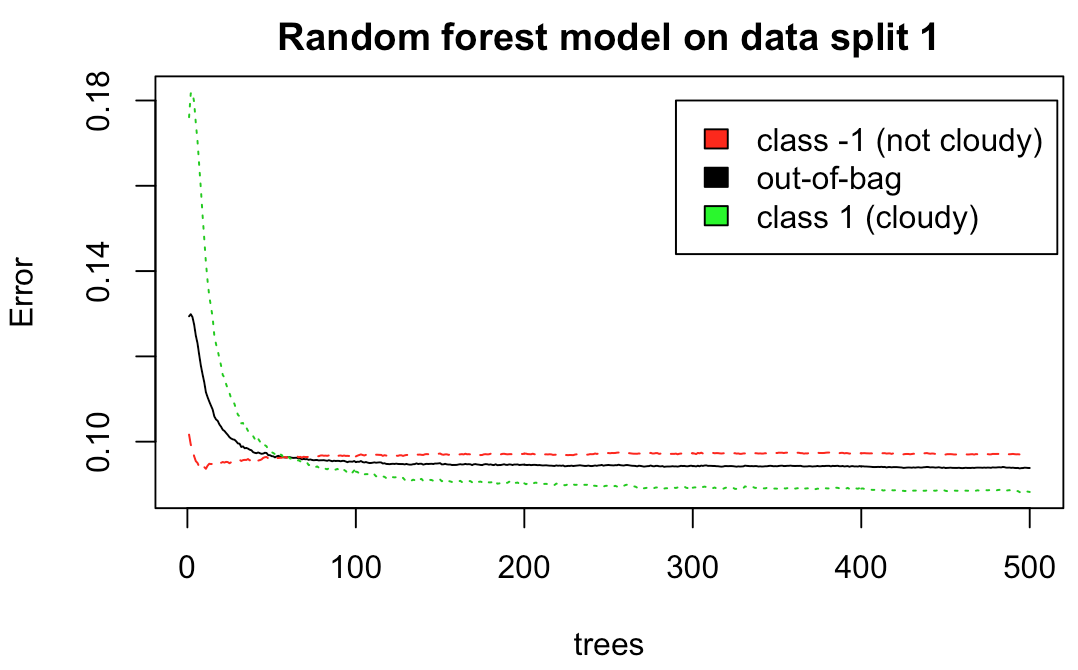 Random forest model on data split 1
Error
0.18
0.14
0.10
class -1 (not cloudy)
out-of-bag
class 1 (cloudy)
0 100 200 300 400 500
trees